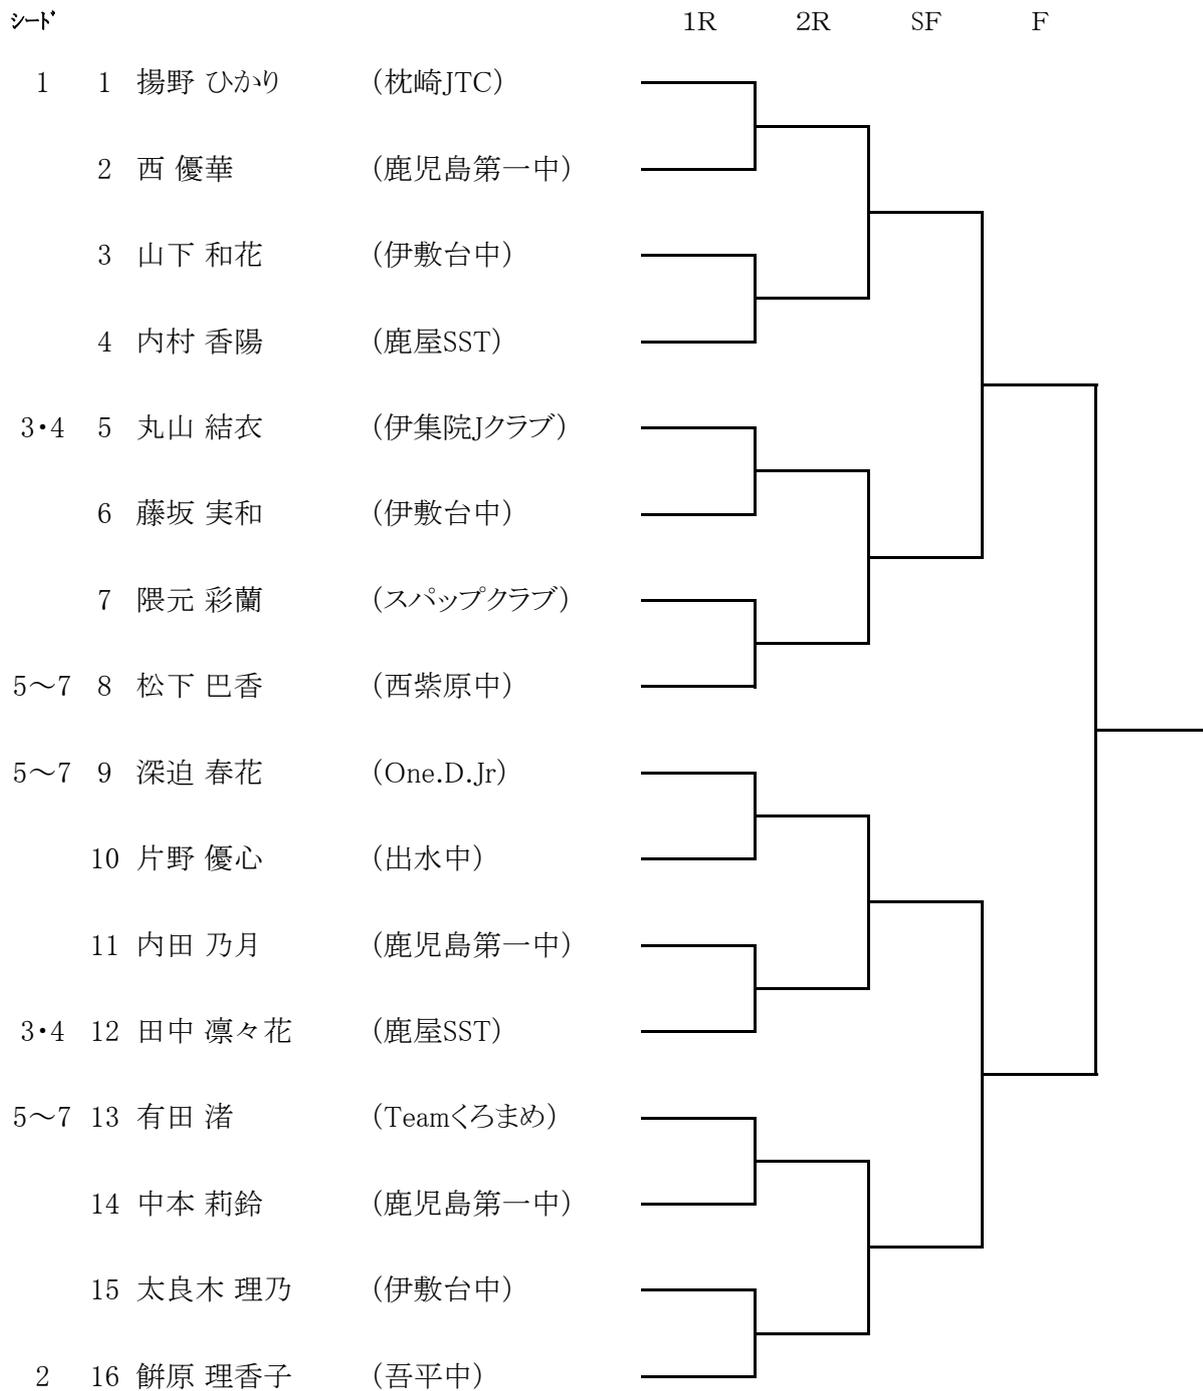 ｼｰﾄﾞ 1R 2R SF F
1 1 揚野 ひかり (枕崎JTC)
2 西 優華 (鹿児島第一中)
3 山下 和花 (伊敷台中)
4 内村 香陽 (鹿屋SST)
3・4 5 丸山 結衣 (伊集院Jクラブ)
6 藤坂 実和 (伊敷台中)
7 隈元 彩蘭 (スパップクラブ)
5～7 8 松下 巴香 (西紫原中)
5～7 9 深迫 春花 (One.D.Jr)
10 片野 優心 (出水中)
11 内田 乃月 (鹿児島第一中)
3・4 12 田中 凛々花 (鹿屋SST)
5～7 13 有田 渚 (Teamくろまめ)
14 中本 莉鈴 (鹿児島第一中)
15 太良木 理乃 (伊敷台中)
2 16 餅原 理香子 (吾平中)